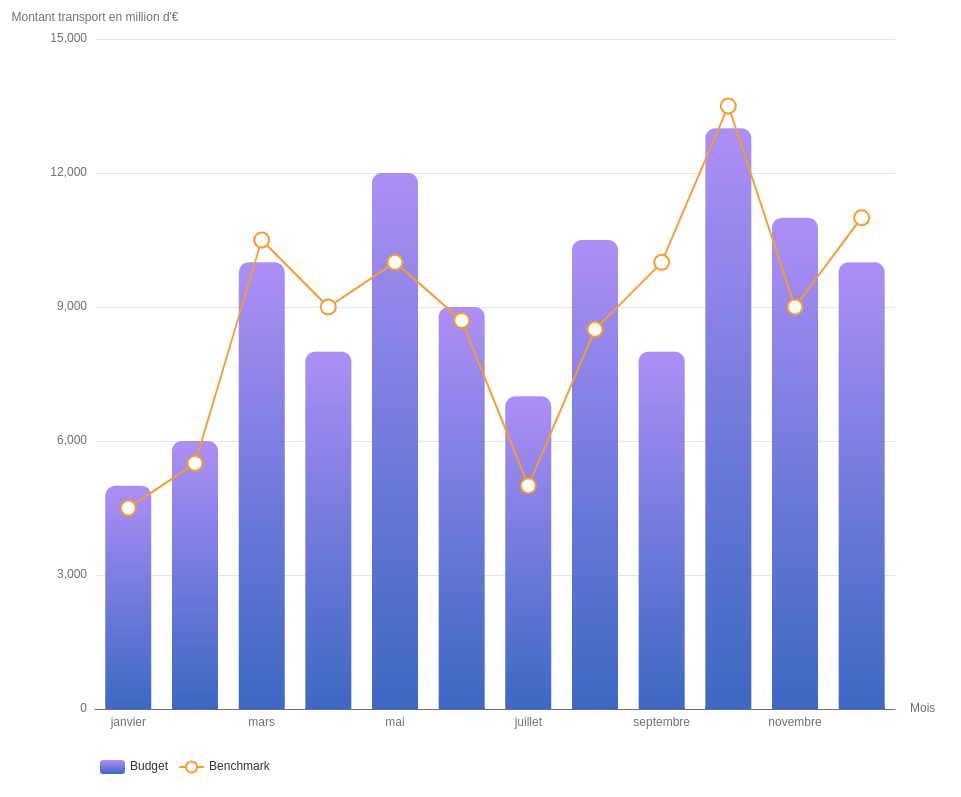 Montant transport en million d'€
15,000
12,000
9,000
6,000
3,000
0
janvier mars mai juillet septembre novembre Mois
Budget Benchmark